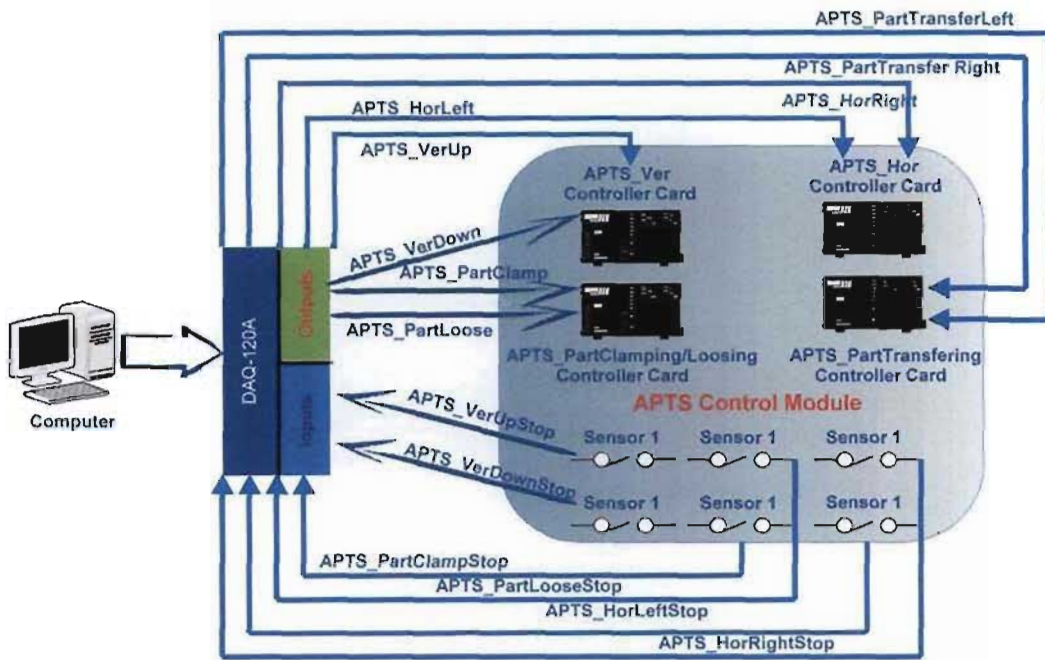 APTS_PartTransferLeft
APTS_PartTransfer Right
APTS_HorLeft
APTS_HorRight
APTS_VerUp
APTS_Ver
Controller Card
APTS_Hor
Controller Card
APTS_VerDown
APTS_PartClamp
APTS_PartLoose
DAQ-120A
Outputs
Inputs
Computer
APTS_PartClamping/Loosing
Controller Card
APTS_PartTransfering
Controller Card
APTS Control Module
APTS_VerUpStop
APTS_VerDownStop
Sensor 1
Sensor 1
Sensor 1
Sensor 1
Sensor 1
Sensor 1
APTS_PartClampStop
APTS_PartLooseStop
APTS_HorLeftStop
APTS_HorRightStop